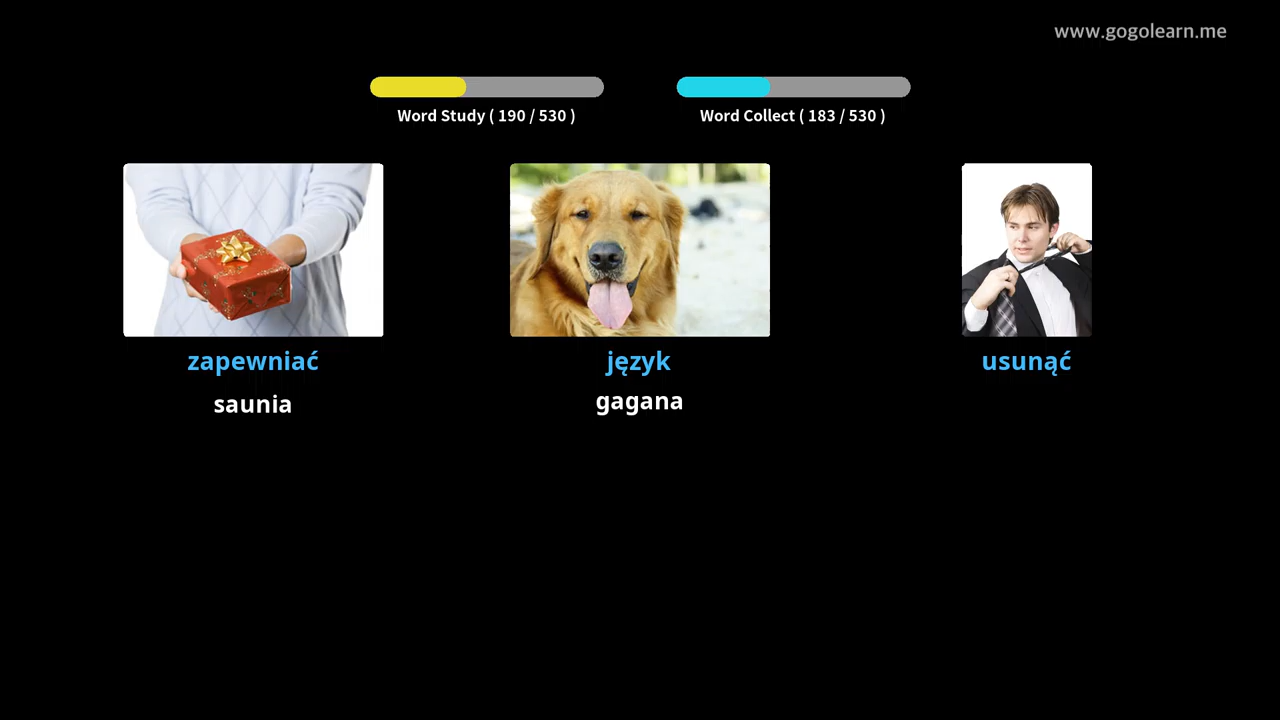 www.gogolearn.me
Word Study ( 190 / 530 )
Word Collect ( 183 / 530 )
zapewniać
język
usunąć
saunia
gagana